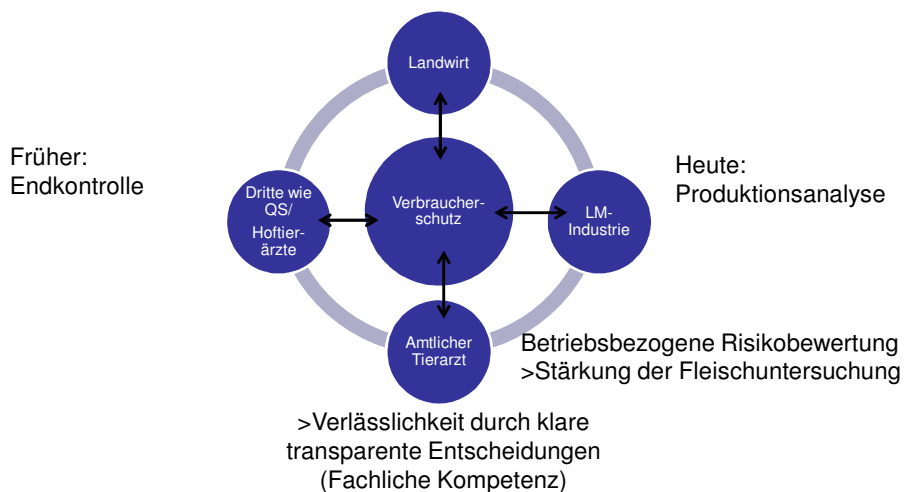 Landwirt
Früher:
Endkontrolle
Heute:
Produktionsanalyse
Dritte wie
QS/
Hoftier-
ärzte
Verbraucher-
schutz
LM-
Industrie
Amtlicher
Tierarzt
Betriebsbezogene Risikobewertung
>Stärkung der Fleischuntersuchung
>Verlässlichkeit durch klare
transparente Entscheidungen
(Fachliche Kompetenz)